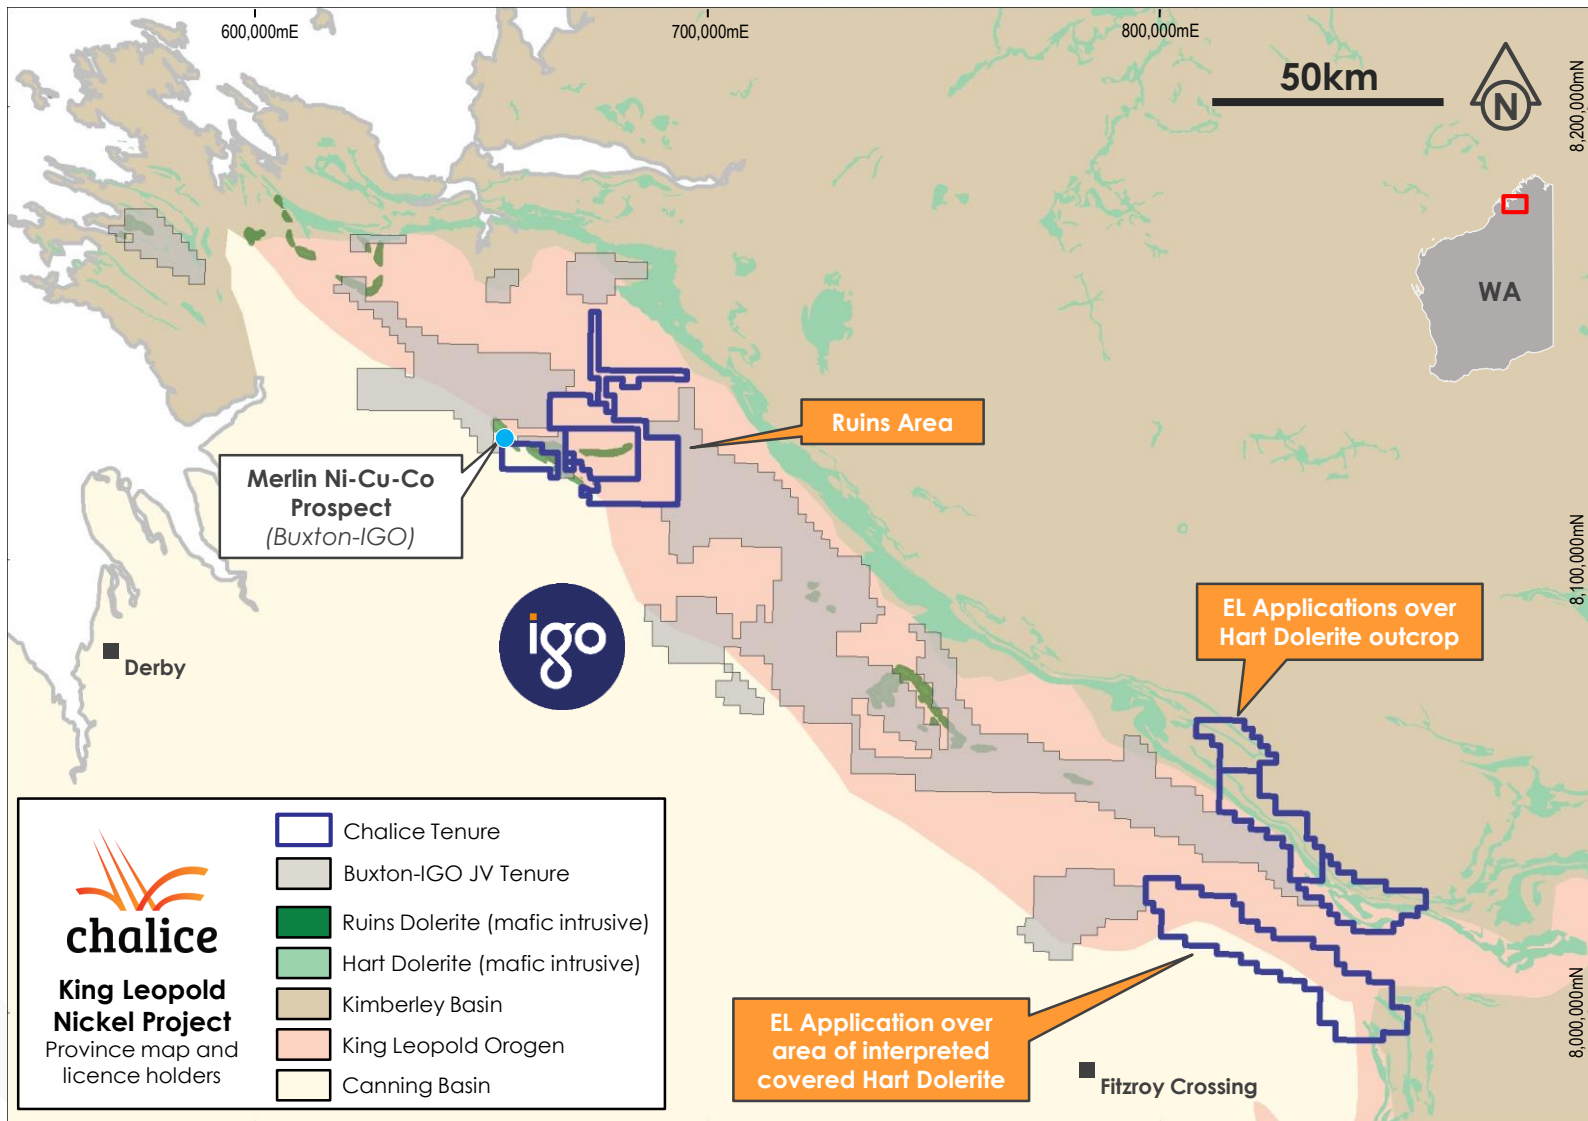 600,000mE
700,000mE
800,000mE
50km
N
8,200,000mN
WA
Ruins Area
Merlin Ni-Cu-Co
Prospect
(Buxton-IGO)
8,100,000mN
EL Applications over
Hart Dolerite outcrop
igo
Derby
chalice
King Leopold
Nickel Project
Province map and
licence holders
Chalice Tenure
Buxton-IGO JV Tenure
Ruins Dolerite (mafic intrusive)
Hart Dolerite (mafic intrusive)
Kimberley Basin
King Leopold Orogen
Canning Basin
EL Application over
area of interpreted
covered Hart Dolerite
8,000,000mN
Fitzroy Crossing